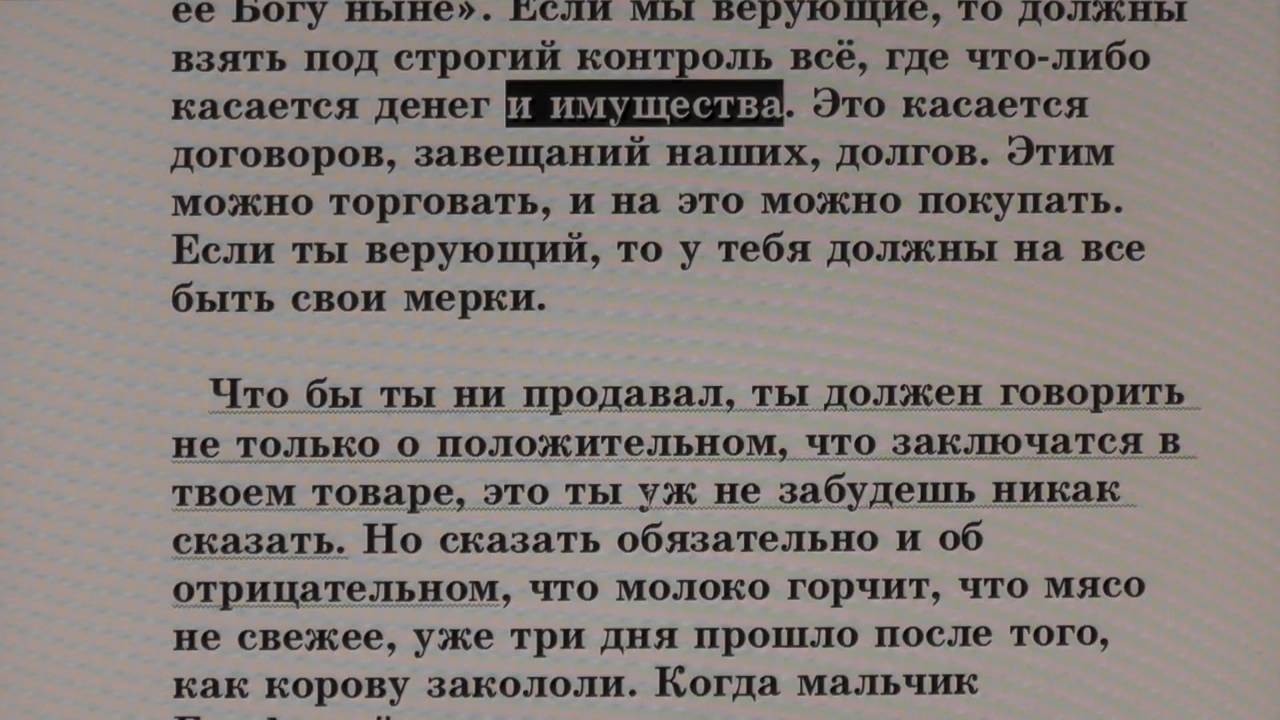 ее Богу ныне». Если мы верующие, то должны
взять под строгий контроль всё, где что-либо
касается денег и имущества. Это касается
договоров, завещаний наших, долгов. Этим
можно торговать, и на это можно покупать.
Если ты верующий, то у тебя должны на все
быть свои мерки.
Что бы ты ни продавал, ты должен говорить
не только о положительном, что заключатся в
твоем товаре, это ты уж не забудешь никак
сказать. Но сказать обязательно и об
отрицательном, что молоко горчит, что мясо
не свежее, уже три дня прошло после того,
как корову закололи. Когда мальчик